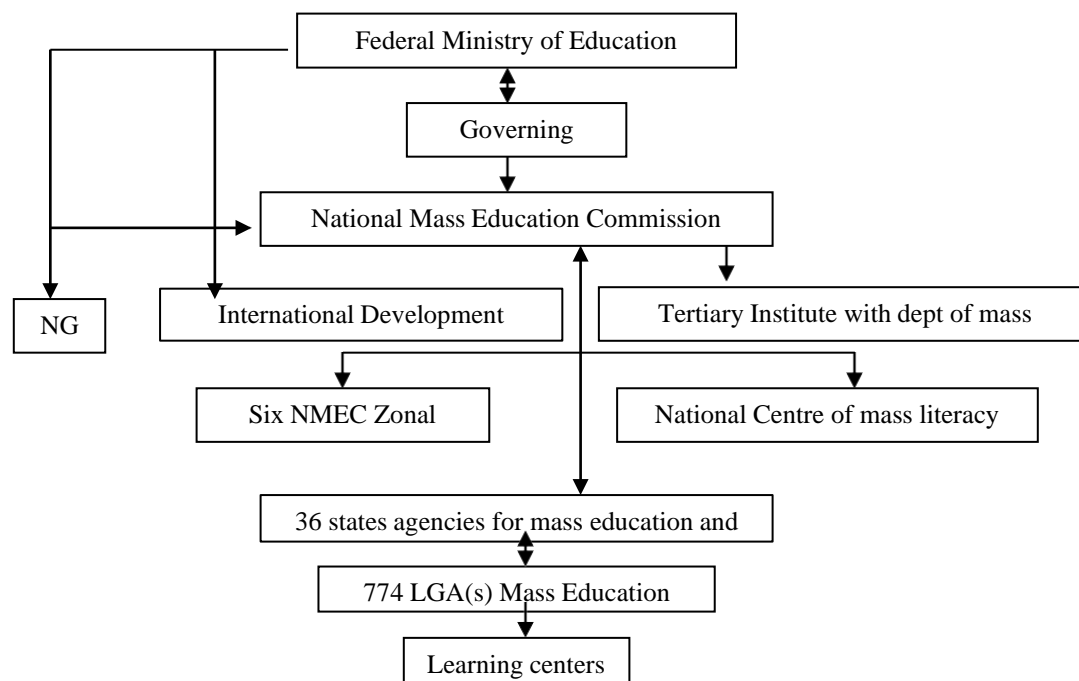 Federal Ministry of Education
Governing
National Mass Education Commission
NG
International Development
Tertiary Institute with dept of mass
Six NMEC Zonal
National Centre of mass literacy
36 states agencies for mass education and
774 LGA(s) Mass Education
Learning centers